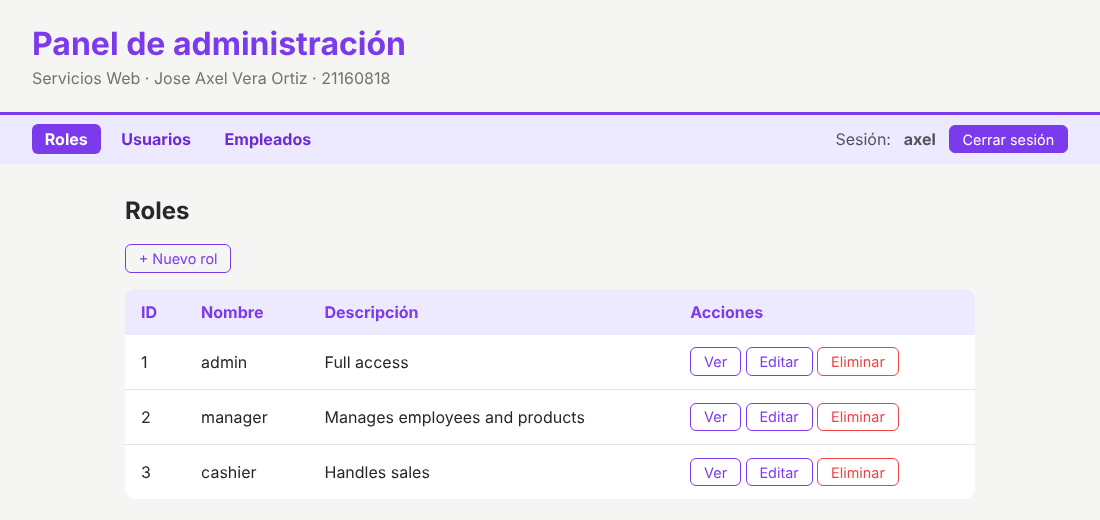 Panel de administración
Servicios Web · Jose Axel Vera Ortiz · 21160818
Roles Usuarios Empleados Sesión: axel Cerrar sesión
Roles
+ Nuevo rol
ID Nombre Descripción Acciones
1 admin Full access Ver Editar Eliminar
2 manager Manages employees and products Ver Editar Eliminar
3 cashier Handles sales Ver Editar Eliminar